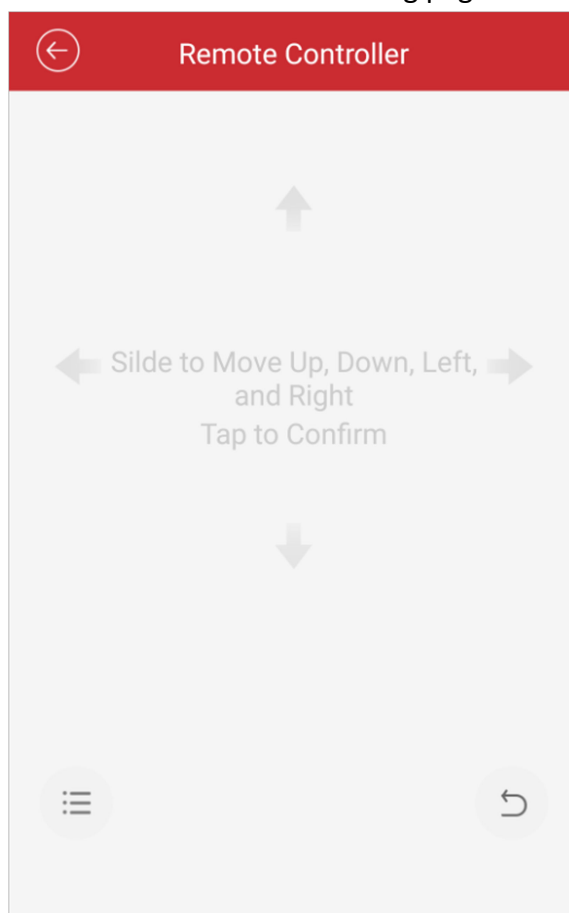 Remote Controller
Silde to Move Up, Down, Left,
and Right
Tap to Confirm